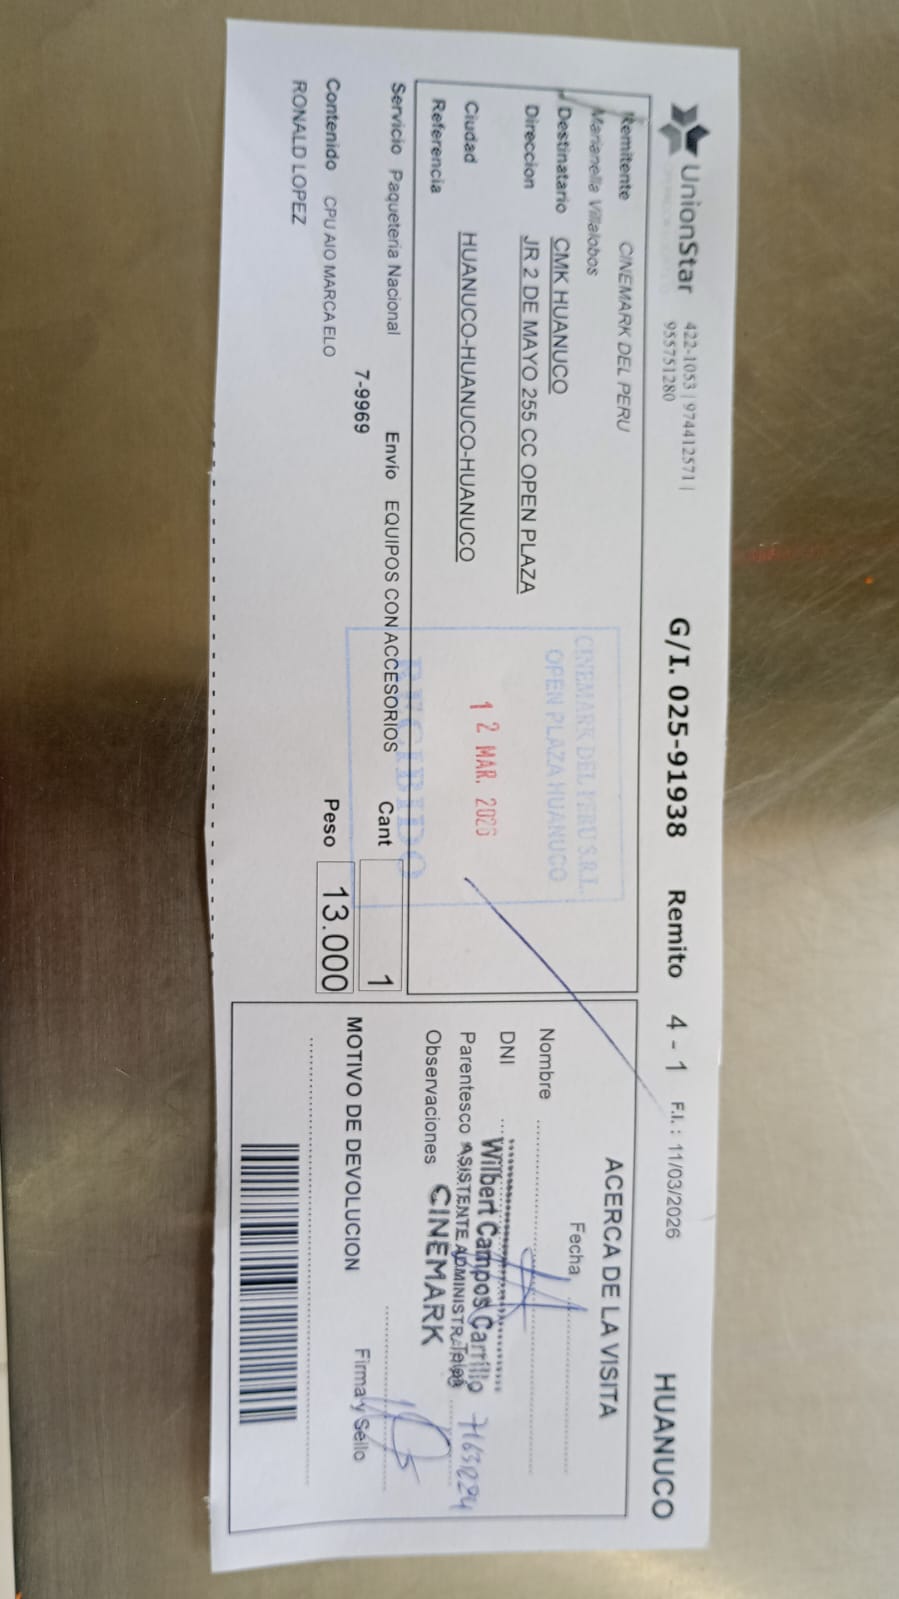 UnionStar 422-1053 | 974412571 |
955751280
G/I. 025-91938 Remito 4 - 1 F.I. : 11/03/2026 HUANUCO
Remitente CINEMARK DEL PERU
Marianella Villalobos
Destinatario CMK HUANUCO
Direccion JR 2 DE MAYO 255 CC OPEN PLAZA
Ciudad HUANUCO-HUANUCO-HUANUCO
Referencia
CINEMARK DEL PERU S.R.L.
OPEN PLAZA HUANUCO
12 MAR. 2026
RECIBIDO
Servicio Paqueteria Nacional Envío EQUIPOS CON ACCESORIOS Cant 1
7-9969
Contenido CPU AIO MARCA ELO Peso 13.000
RONALD LOPEZ
ACERCA DE LA VISITA
Fecha
Nombre
DNI
Wilbert Campos Carrillo
Parentesco ASISTENTE ADMINISTRATIVO
Observaciones CINEMARK
MOTIVO DE DEVOLUCION Firma y Sello